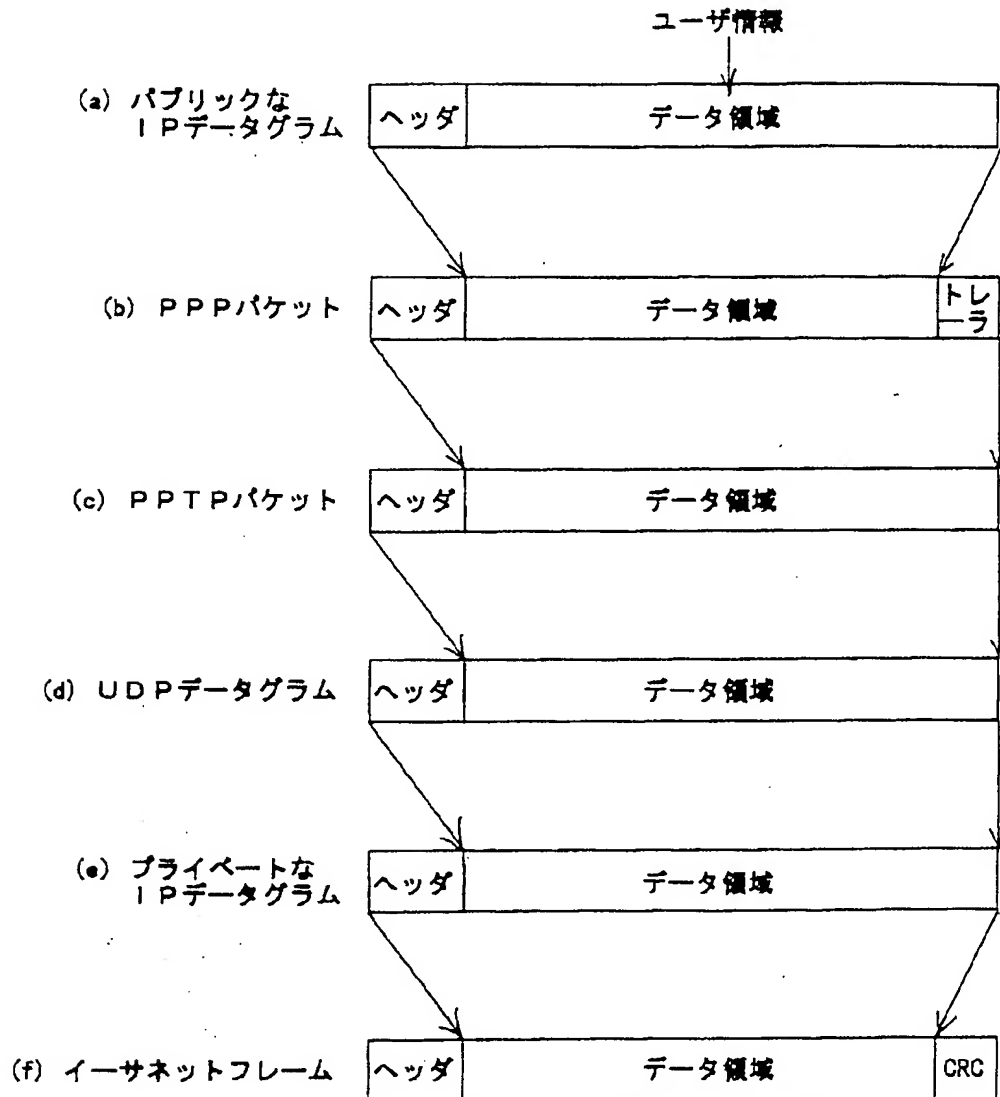 ユーザ情報
(a) パブリックな
IPデータグラム
ヘッダ
データ領域
(b) PPPパケット
ヘッダ
データ領域
トレーラ
(c) PPTPパケット
ヘッダ
データ領域
(d) UDPデータグラム
ヘッダ
データ領域
(e) プライベートな
IPデータグラム
ヘッダ
データ領域
(f) イーサネットフレーム
ヘッダ
データ領域
CRC